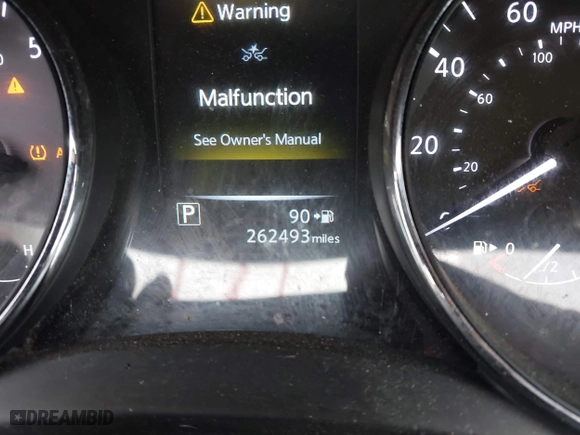 Warning
Malfunction
See Owner's Manual
P
90
262493 miles
5
H
60
MPH
100
40
60
20
20
0
1/2
DREAMBID